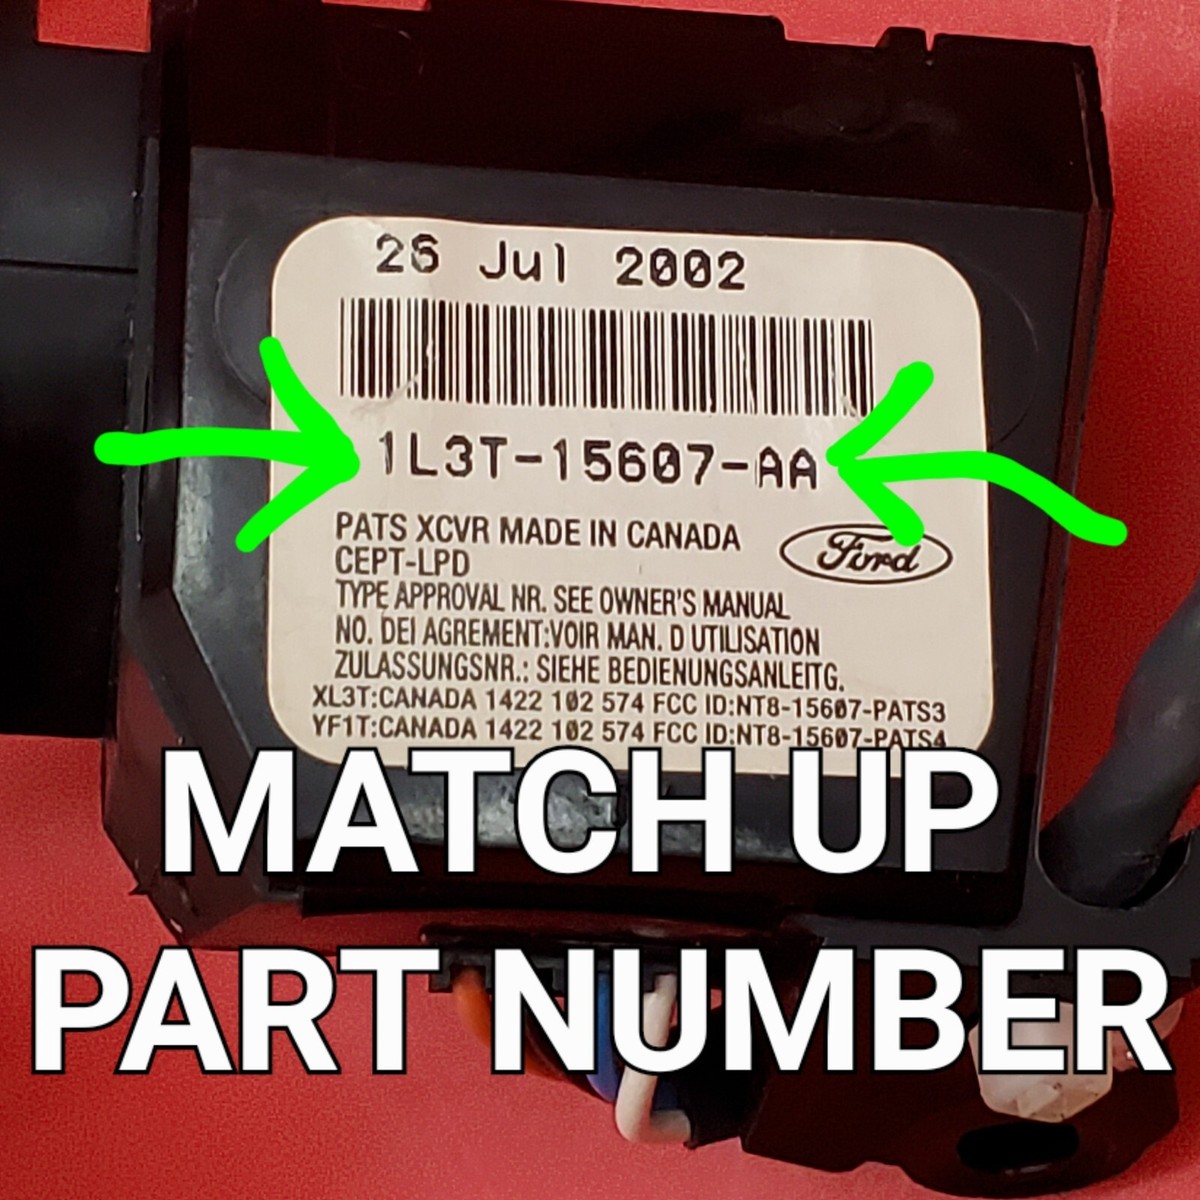 26 Jul 2002
1L3T-15607-AA
PATS XCVR MADE IN CANADA
CEPT-LPD
Ford
TYPE APPROVAL NR. SEE OWNER'S MANUAL
NO. DEI AGREMENT:VOIR MAN. D UTILISATION
ZULASSUNGSNR.: SIEHE BEDIENUNGSANLEITG.
XL3T:CANADA 1422 102 574 FCC ID:NT8-15607-PATS3
YF1T:CANADA 1422 102 574 FCC ID:NT8-15607-PATS4
MATCH UP
PART NUMBER